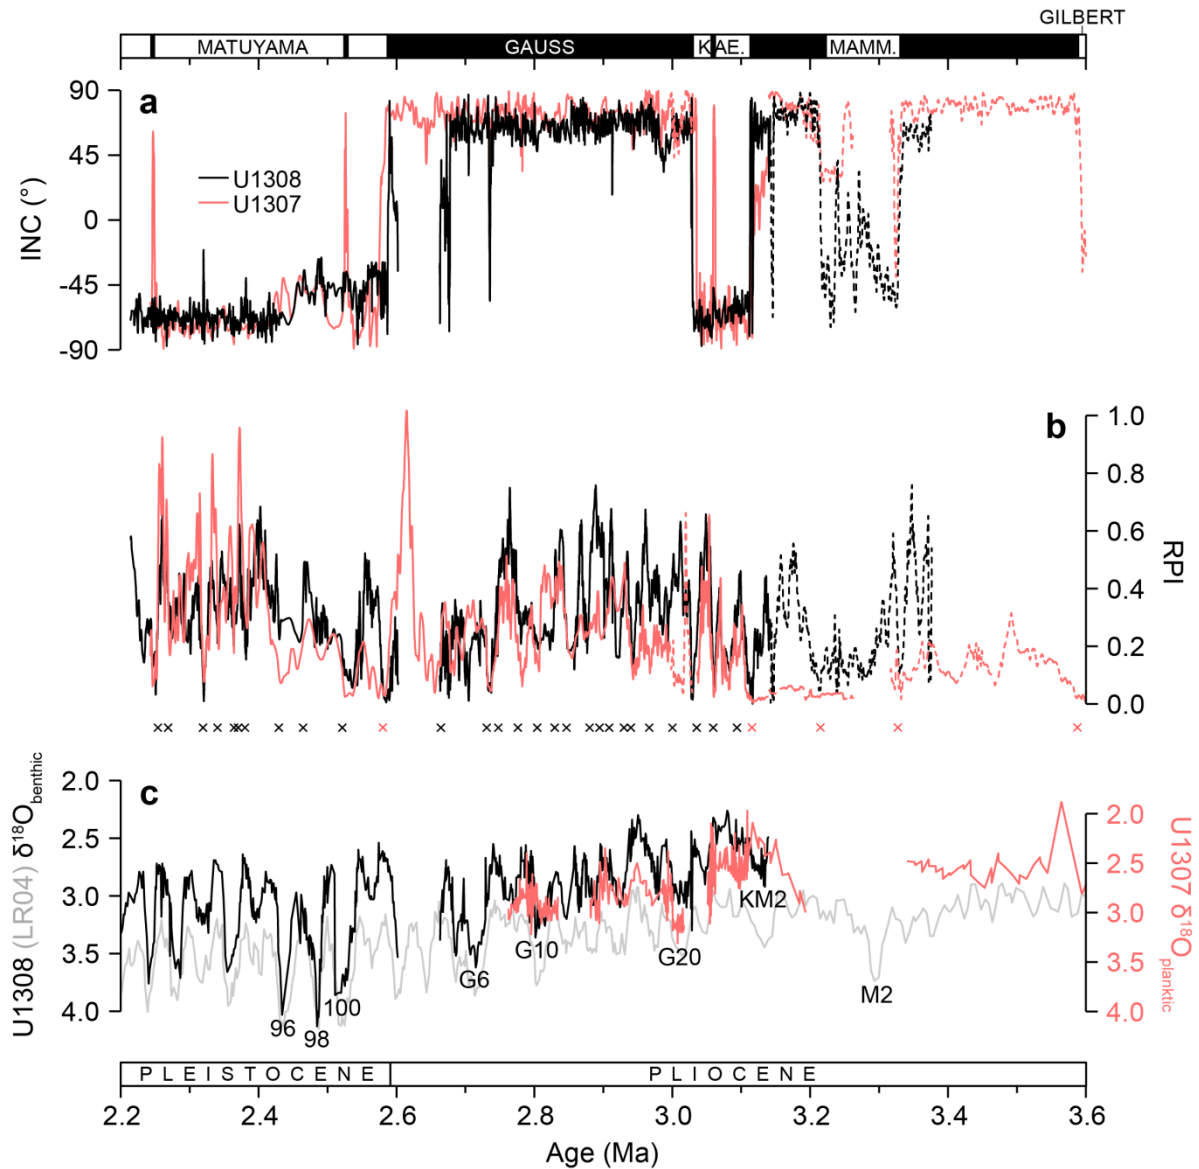 GILBERT
MATUYAMA GAUSS KAE. MAMM.
a
90
45
0
-45
-90
INC (°)
U1308
U1307
b
1.0
0.8
0.6
0.4
0.2
0.0
RPI
c
2.0
2.5
3.0
3.5
4.0
U1308 (LR04) δ18Obenthic
2.0
2.5
3.0
3.5
4.0
U1307 δ18Oplanktic
96
98
100
G6
G10
G20
KM2
M2
PLEISTOCENE PLIOCENE
2.2 2.4 2.6 2.8 3.0 3.2 3.4 3.6
Age (Ma)